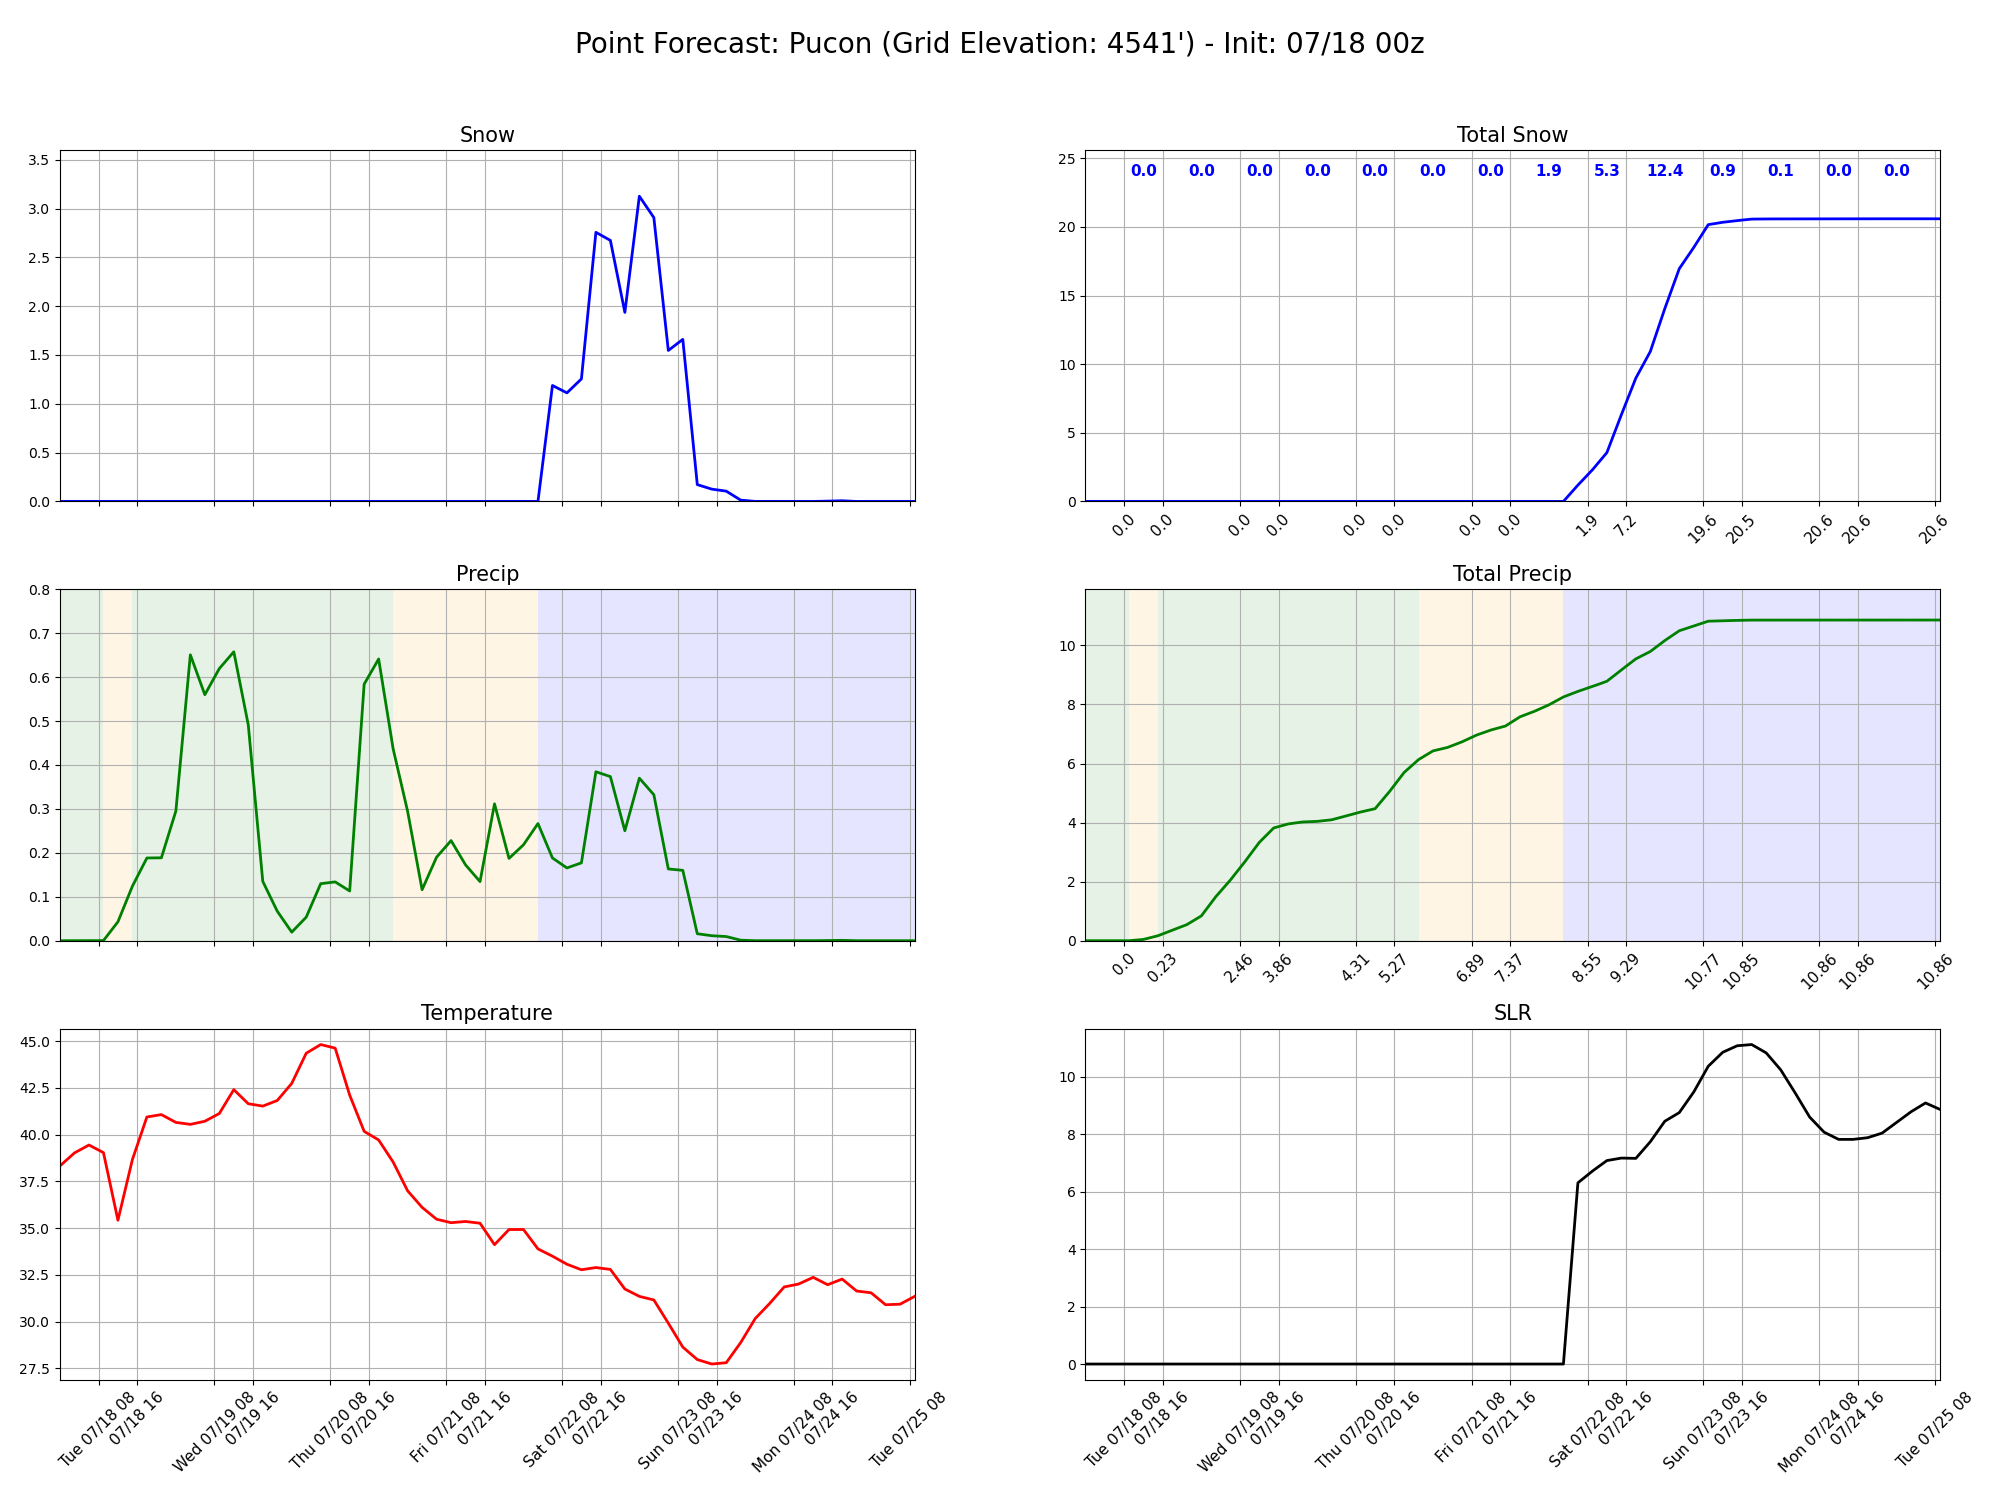 Point Forecast: Pucon (Grid Elevation: 4541') - Init: 07/18 00z
Snow
3.5
3.0
2.5
2.0
1.5
1.0
0.5
0.0
Total Snow
0.0 0.0 0.0 0.0 0.0 0.0 0.0 1.9 5.3 12.4 0.9 0.1 0.0 0.0
25
20
15
10
5
0
0.0 0.0 0.0 0.0 0.0 0.0 0.0 0.0 1.9 7.2 19.6 20.5 20.6 20.6 20.6
Precip
0.8
0.7
0.6
0.5
0.4
0.3
0.2
0.1
0.0
Total Precip
10
8
6
4
2
0
0.0 0.23 2.46 3.86 4.31 5.27 6.89 7.37 8.55 9.29 10.77 10.85 10.86 10.86 10.86
Temperature
45.0
42.5
40.0
37.5
35.0
32.5
30.0
27.5
Tue 07/18 08
07/18 16
Wed 07/19 08
07/19 16
Thu 07/20 08
07/20 16
Fri 07/21 08
07/21 16
Sat 07/22 08
07/22 16
Sun 07/23 08
07/23 16
Mon 07/24 08
07/24 16
Tue 07/25 08
SLR
10
8
6
4
2
0
Tue 07/18 08
07/18 16
Wed 07/19 08
07/19 16
Thu 07/20 08
07/20 16
Fri 07/21 08
07/21 16
Sat 07/22 08
07/22 16
Sun 07/23 08
07/23 16
Mon 07/24 08
07/24 16
Tue 07/25 08